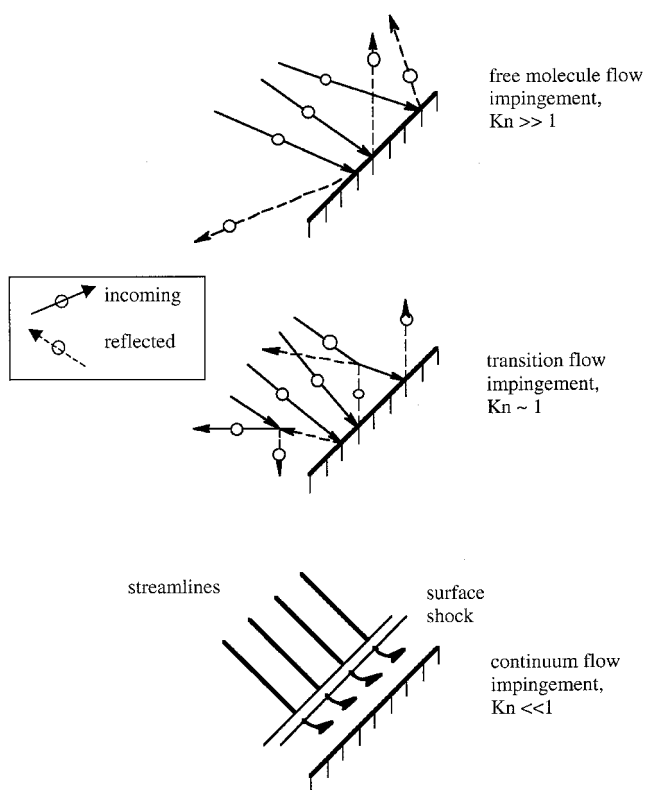 free molecule flow
impingement,
Kn >> 1
incoming
reflected
transition flow
impingement,
Kn ~ 1
streamlines
surface
shock
continuum flow
impingement,
Kn <<1